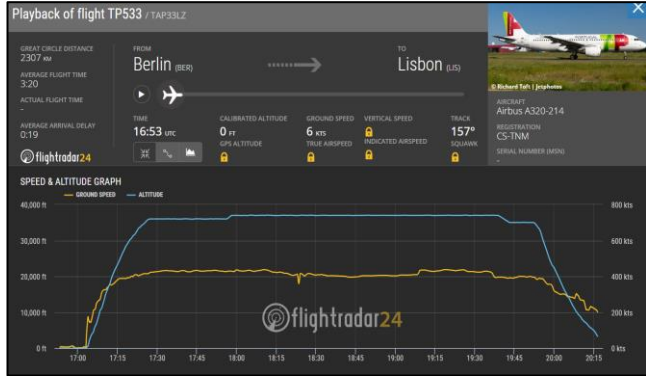 Playback of flight TP533 / TAP33LZ
GREAT CIRCLE DISTANCE
2307 KM
AVERAGE FLIGHT TIME
3:20
ACTUAL FLIGHT TIME
-
AVERAGE ARRIVAL DELAY
0:19
flightradar24
FROM
Berlin (BER)
TO
Lisbon (LIS)
TIME
16:53 UTC
CALIBRATED ALTITUDE
0 FT
GPS ALTITUDE
GROUND SPEED
6 KTS
TRUE AIRSPEED
VERTICAL SPEED
INDICATED AIRSPEED
TRACK
157°
SQUAWK
© Richard Toft | Jetphotos
AIRCRAFT
Airbus A320-214
REGISTRATION
CS-TNM
SERIAL NUMBER (MSN)
-
SPEED & ALTITUDE GRAPH
GROUND SPEED ALTITUDE
40,000 ft 800 kts
30,000 ft 600 kts
20,000 ft 400 kts
10,000 ft 200 kts
0 ft 0 kts
flightradar24
17:00 17:15 17:30 17:45 18:00 18:15 18:30 18:45 19:00 19:15 19:30 19:45 20:00 20:15